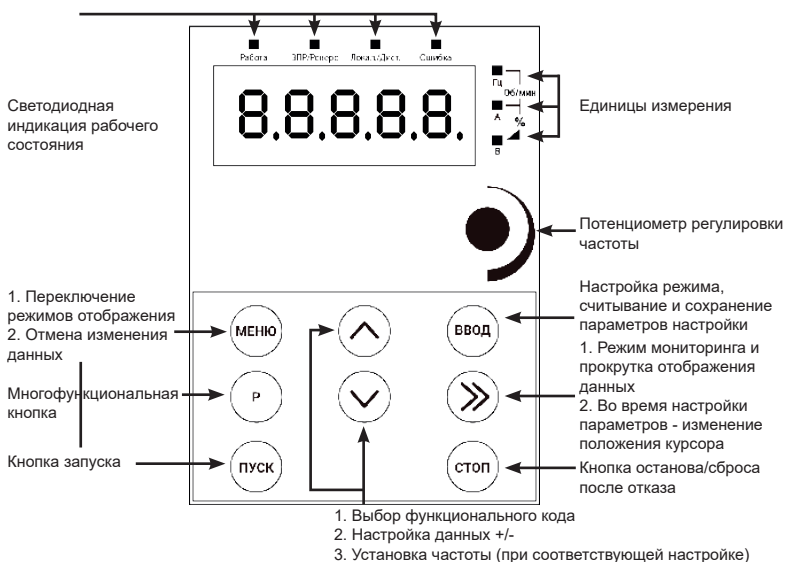 Работа ВПР/Реверс Локал./Дист. Ошибка
8.8.8.8.8.
Гц
Об/мин
А
%
В
Светодиодная
индикация рабочего
состояния
Единицы измерения
Потенциометр регулировки
частоты
1. Переключение
режимов отображения
2. Отмена изменения
данных
Многофункциональная
кнопка
Кнопка запуска
МЕНЮ
ВВОД
P
ПУСК
СТОП
Настройка режима,
считывание и сохранение
параметров настройки
1. Режим мониторинга и
прокрутка отображения
данных
2. Во время настройки
параметров - изменение
положения курсора
Кнопка останова/сброса
после отказа
1. Выбор функционального кода
2. Настройка данных +/-
3. Установка частоты (при соответствующей настройке)